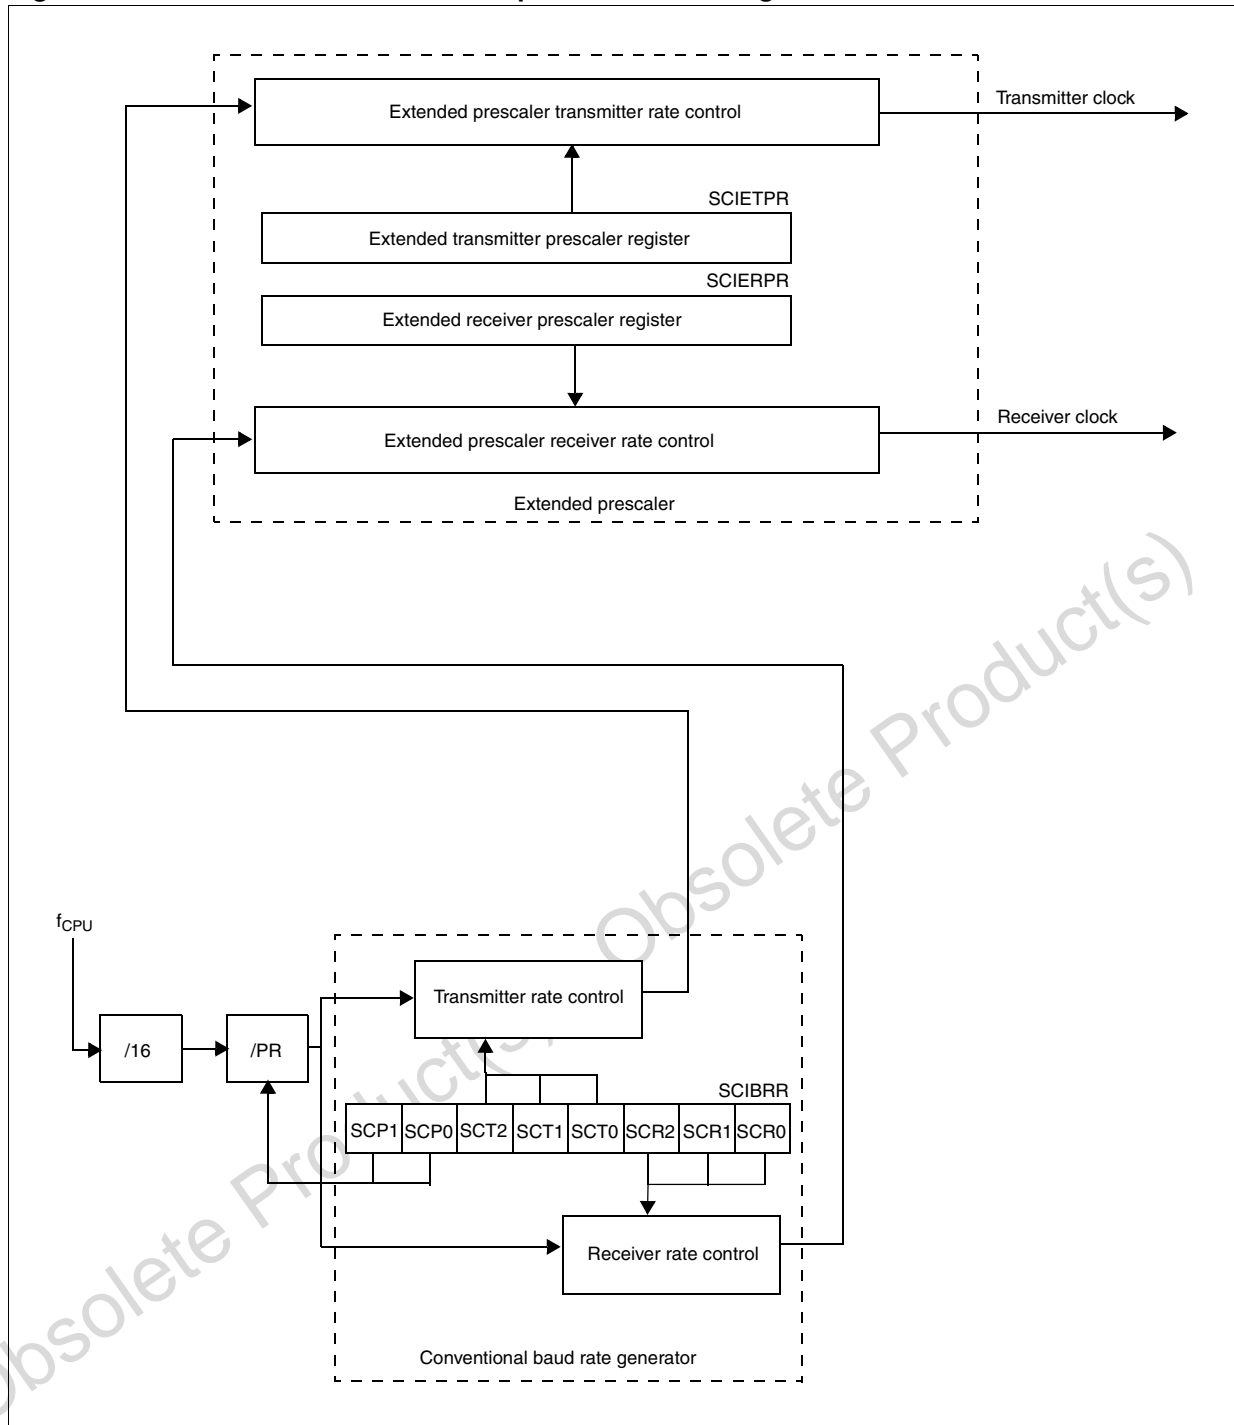 Transmitter clock
Extended prescaler transmitter rate control
SCIETPR
Extended transmitter prescaler register
SCIERPR
Extended receiver prescaler register
Receiver clock
Extended prescaler receiver rate control
Extended prescaler
fCPU
Transmitter rate control
/16
/PR
SCIBRR
SCP1 SCP0 SCT2 SCT1 SCT0 SCR2 SCR1 SCR0
Receiver rate control
Conventional baud rate generator
Obsolete Product(s)
Obsolete Product(s)